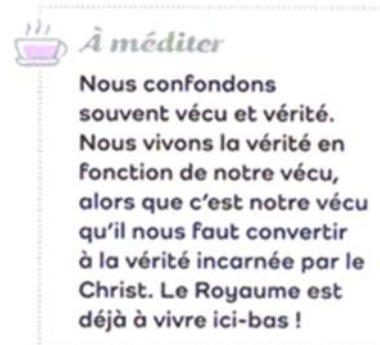 À méditer
Nous confondons
souvent vécu et vérité.
Nous vivons la vérité en
fonction de notre vécu,
alors que c'est notre vécu
qu'il nous faut convertir
à la vérité incarnée par le
Christ. Le Royaume est
déjà à vivre ici-bas !